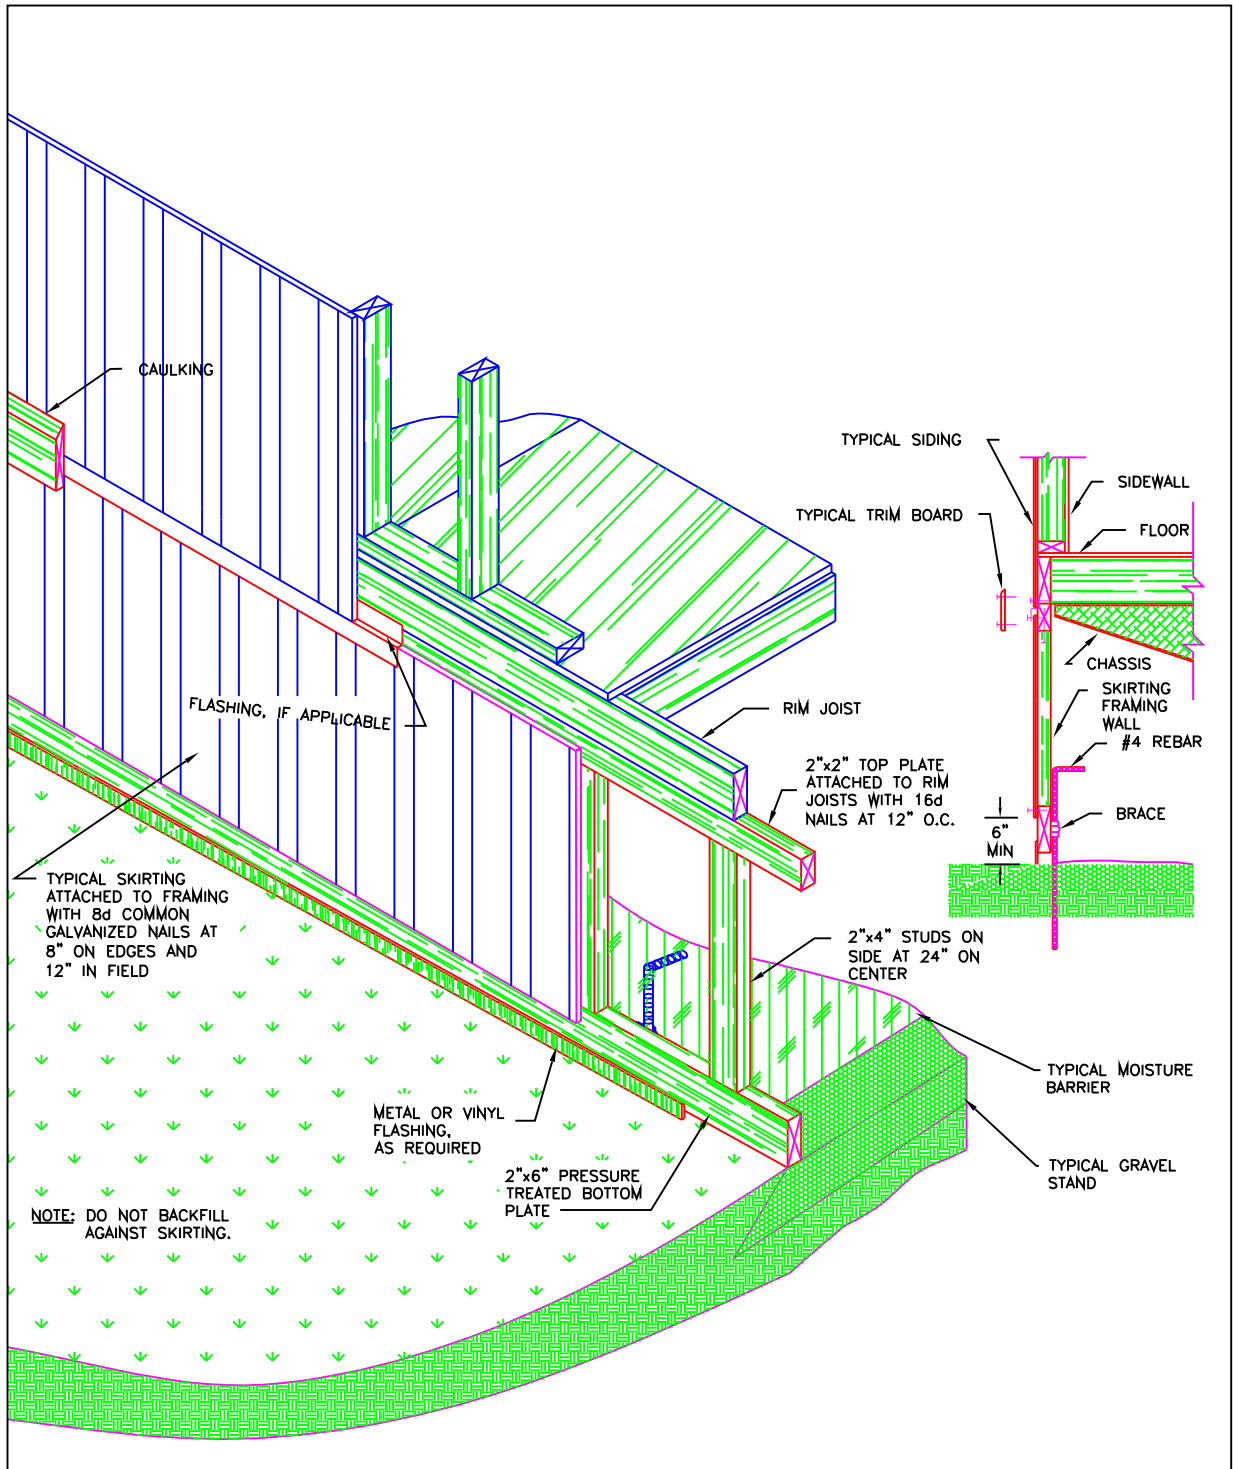 CAULKING
TYPICAL SIDING
SIDEWALL
TYPICAL TRIM BOARD
FLOOR
CHASSIS
SKIRTING
FRAMING
WALL
#4 REBAR
FLASHING, IF APPLICABLE
RIM JOIST
2"x2" TOP PLATE
ATTACHED TO RIM
JOISTS WITH 16d
NAILS AT 12" O.C.
BRACE
6"
MIN
TYPICAL SKIRTING
ATTACHED TO FRAMING
WITH 8d COMMON
GALVANIZED NAILS AT
8" ON EDGES AND
12" IN FIELD
2"x4" STUDS ON
SIDE AT 24" ON
CENTER
TYPICAL MOISTURE
BARRIER
METAL OR VINYL
FLASHING,
AS REQUIRED
2"x6" PRESSURE
TREATED BOTTOM
PLATE
TYPICAL GRAVEL
STAND
NOTE: DO NOT BACKFILL
AGAINST SKIRTING.